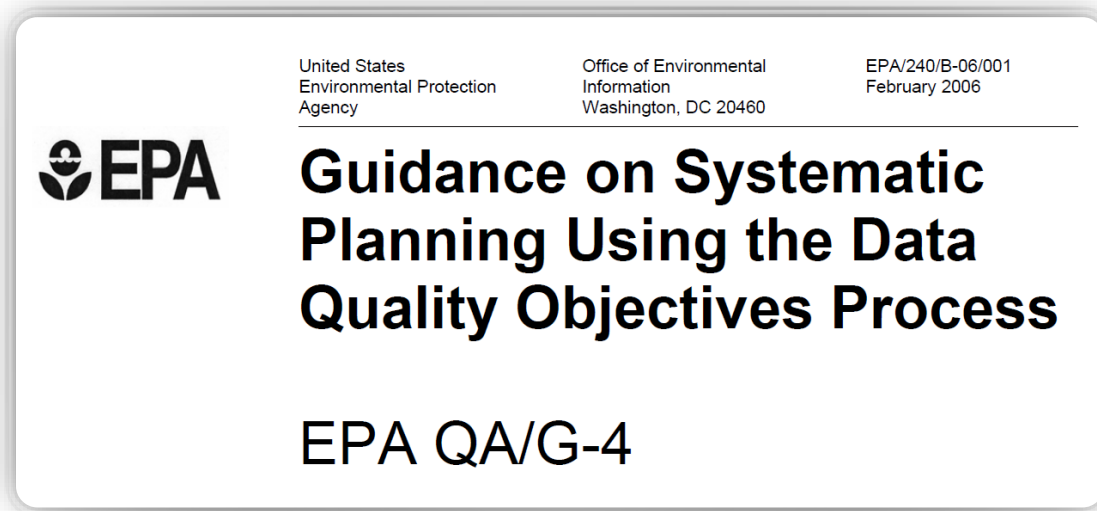 United States
Environmental Protection
Agency
Office of Environmental
Information
Washington, DC 20460
EPA/240/B-06/001
February 2006
EPA
Guidance on Systematic
Planning Using the Data
Quality Objectives Process
EPA QA/G-4